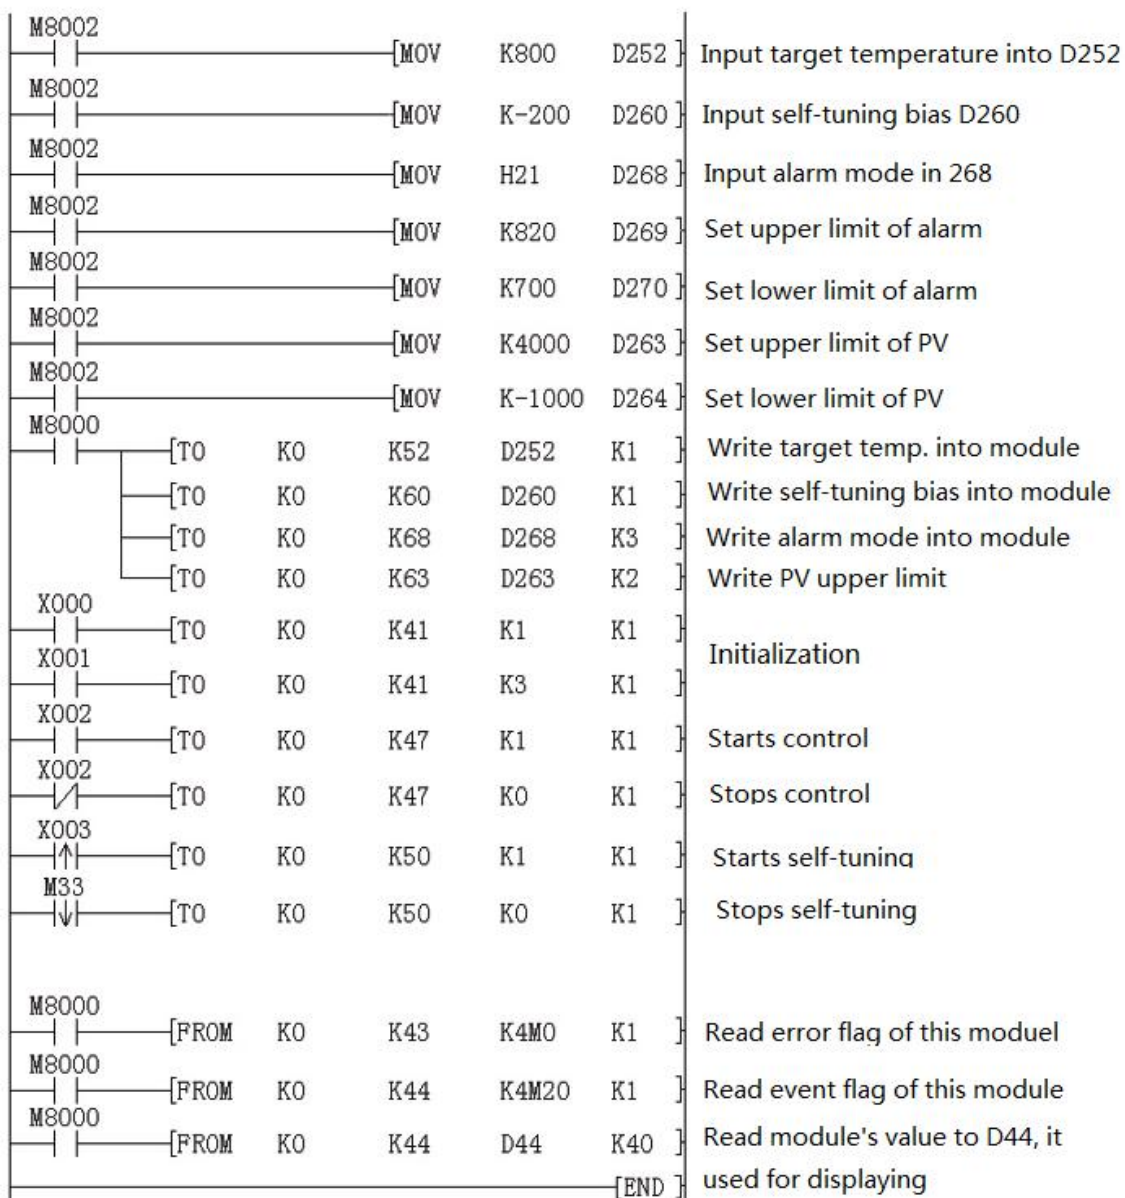 M8002
[MOV K800 D252] Input target temperature into D252
M8002
[MOV K-200 D260] Input self-tuning bias D260
M8002
[MOV H21 D268] Input alarm mode in 268
M8002
[MOV K820 D269] Set upper limit of alarm
M8002
[MOV K700 D270] Set lower limit of alarm
M8002
[MOV K4000 D263] Set upper limit of PV
M8002
[MOV K-1000 D264] Set lower limit of PV
M8000
[TO K0 K52 D252 K1] Write target temp. into module
[TO K0 K60 D260 K1] Write self-tuning bias into module
[TO K0 K68 D268 K3] Write alarm mode into module
[TO K0 K63 D263 K2] Write PV upper limit
X000
[TO K0 K41 K1 K1]
Initialization
X001
[TO K0 K41 K3 K1]
X002
[TO K0 K47 K1 K1] Starts control
X002
[TO K0 K47 K0 K1] Stops control
X003
[TO K0 K50 K1 K1] Starts self-tuning
M33
[TO K0 K50 K0 K1] Stops self-tuning
M8000
[FROM K0 K43 K4M0 K1] Read error flag of this moduel
M8000
[FROM K0 K44 K4M20 K1] Read event flag of this module
M8000
[FROM K0 K44 D44 K40] Read module's value to D44, it
[END] used for displaying